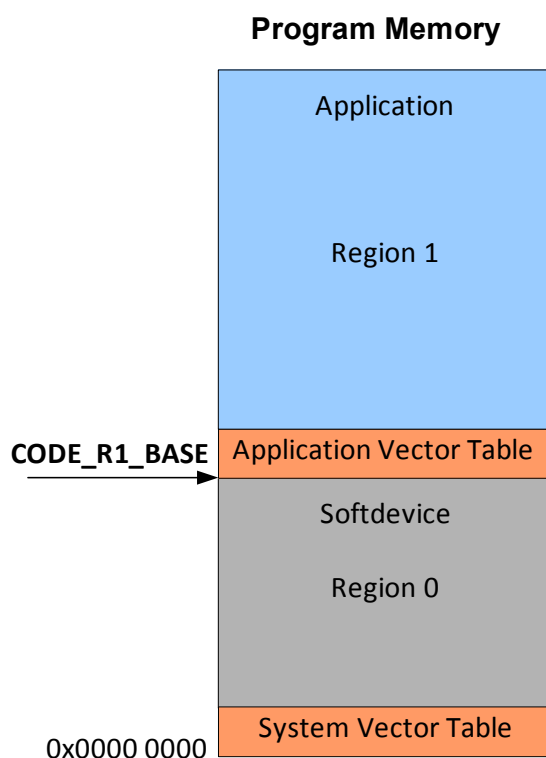 Program Memory
Application
Region 1
CODE_R1_BASE
Application Vector Table
Softdevice
Region 0
System Vector Table
0x0000 0000